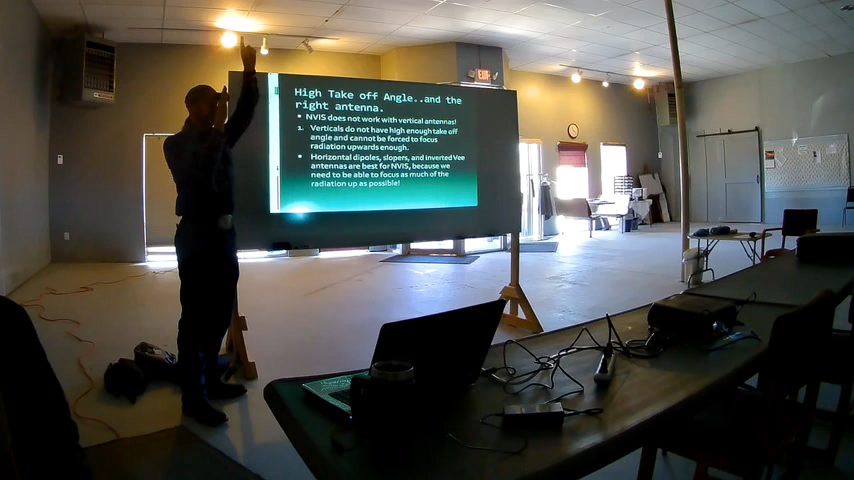 EXIT
High Take off Angle..and the
right antenna.
▪ NVIS does not work with vertical antennas!
1. Verticals do not have high enough take off
angle and cannot be forced to focus
radiation upwards enough.
▪ Horizontal dipoles, slopers, and inverted Vee
antennas are best for NVIS, because we
need to be able to focus as much of the
radiation up as possible!